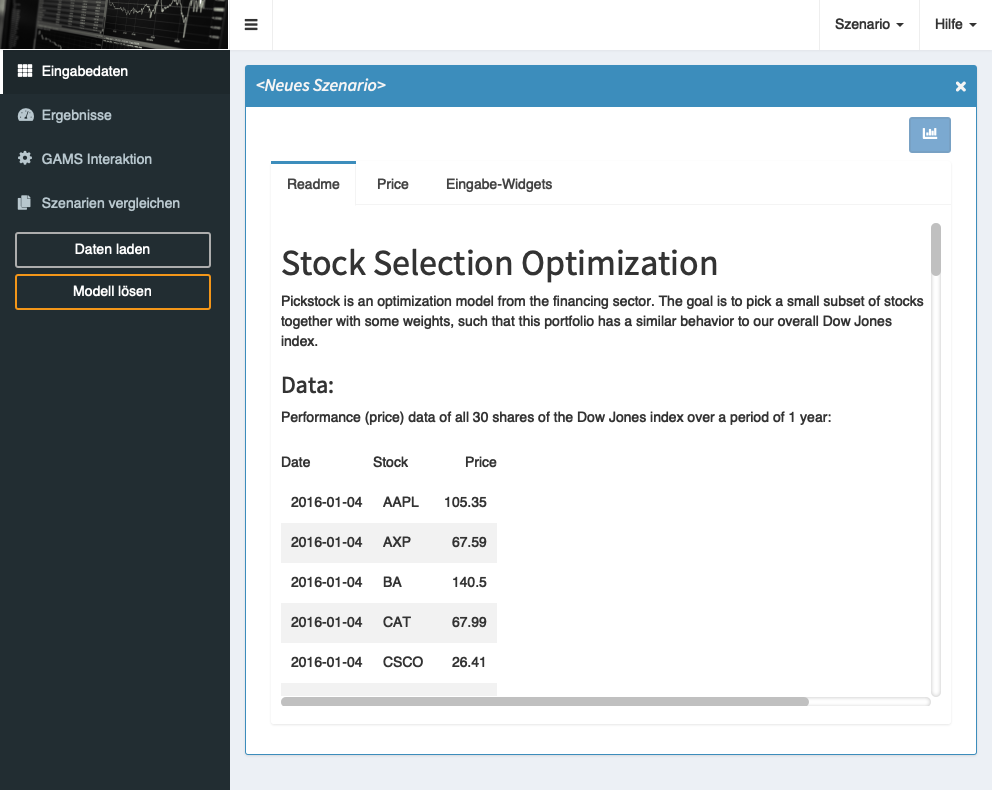 Szenario
Hilfe
Eingabedaten
Ergebnisse
GAMS Interaktion
Szenarien vergleichen
Daten laden
Modell lösen
<Neues Szenario>
Readme Price Eingabe-Widgets
Stock Selection Optimization
Pickstock is an optimization model from the financing sector. The goal is to pick a small subset of stocks
together with some weights, such that this portfolio has a similar behavior to our overall Dow Jones
index.
Data:
Performance (price) data of all 30 shares of the Dow Jones index over a period of 1 year:
Date Stock Price
2016-01-04 AAPL 105.35
2016-01-04 AXP 67.59
2016-01-04 BA 140.5
2016-01-04 CAT 67.99
2016-01-04 CSCO 26.41